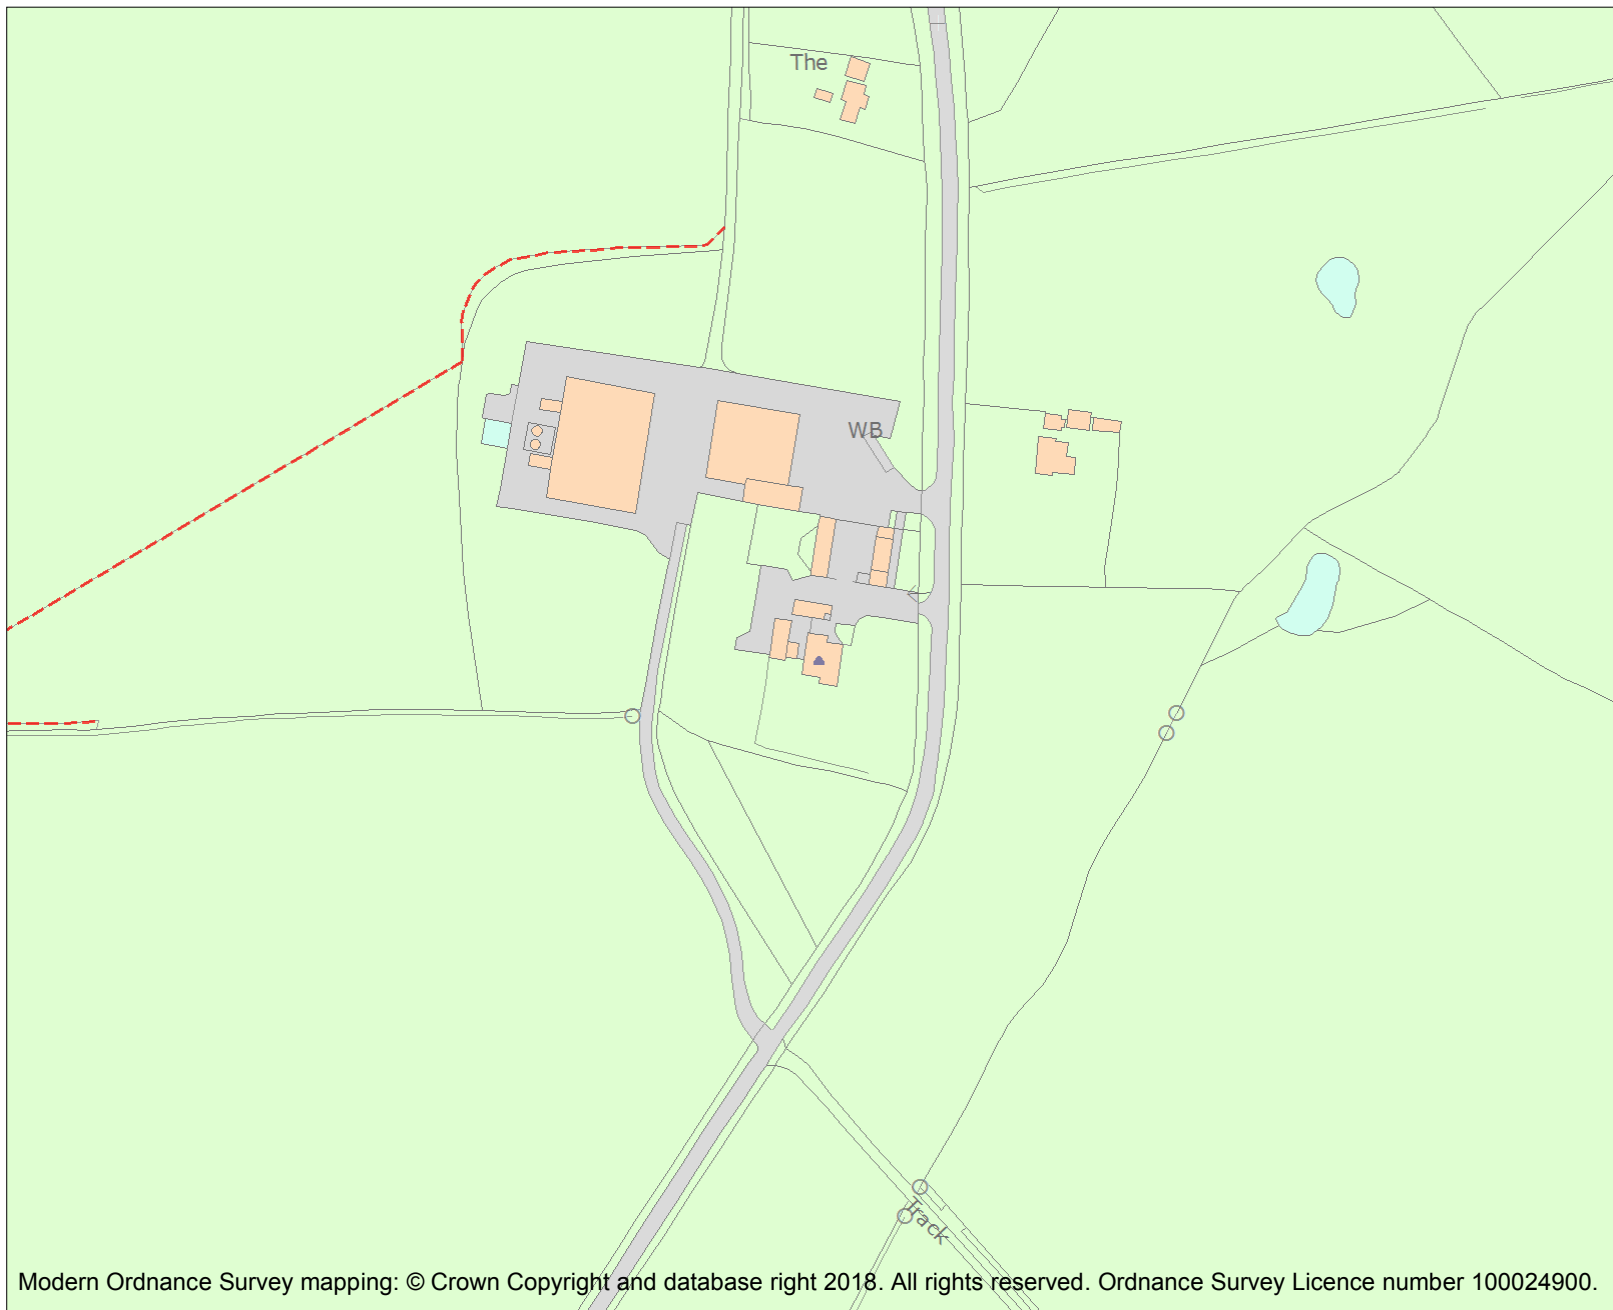 The
WB
Track
Modern Ordnance Survey mapping: © Crown Copyright and database right 2018. All rights reserved. Ordnance Survey Licence number 100024900.